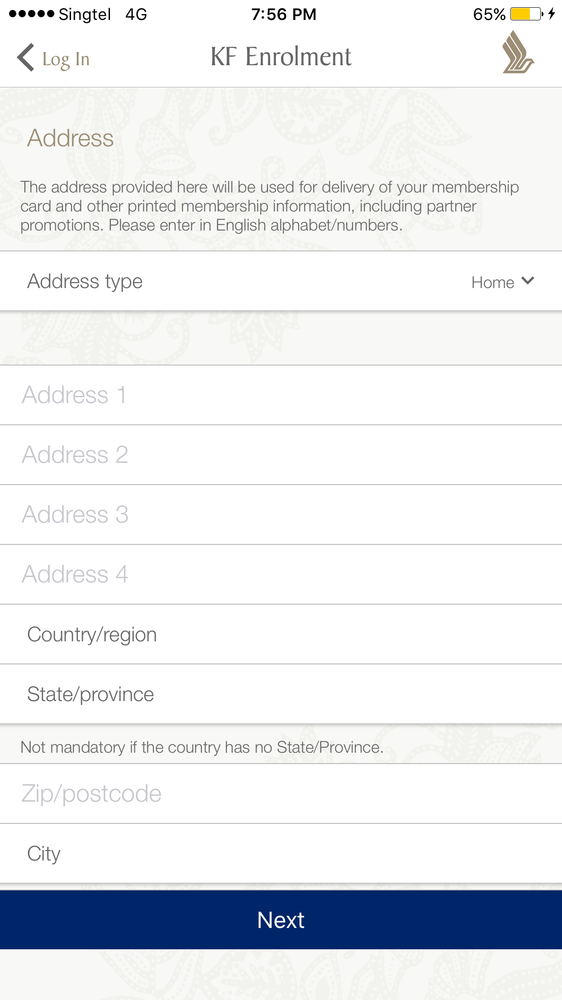 Singtel 4G 7:56 PM 65%
Log In KF Enrolment
Address
The address provided here will be used for delivery of your membership
card and other printed membership information, including partner
promotions. Please enter in English alphabet/numbers.
Address type Home
Address 1
Address 2
Address 3
Address 4
Country/region
State/province
Not mandatory if the country has no State/Province.
Zip/postcode
City
Next